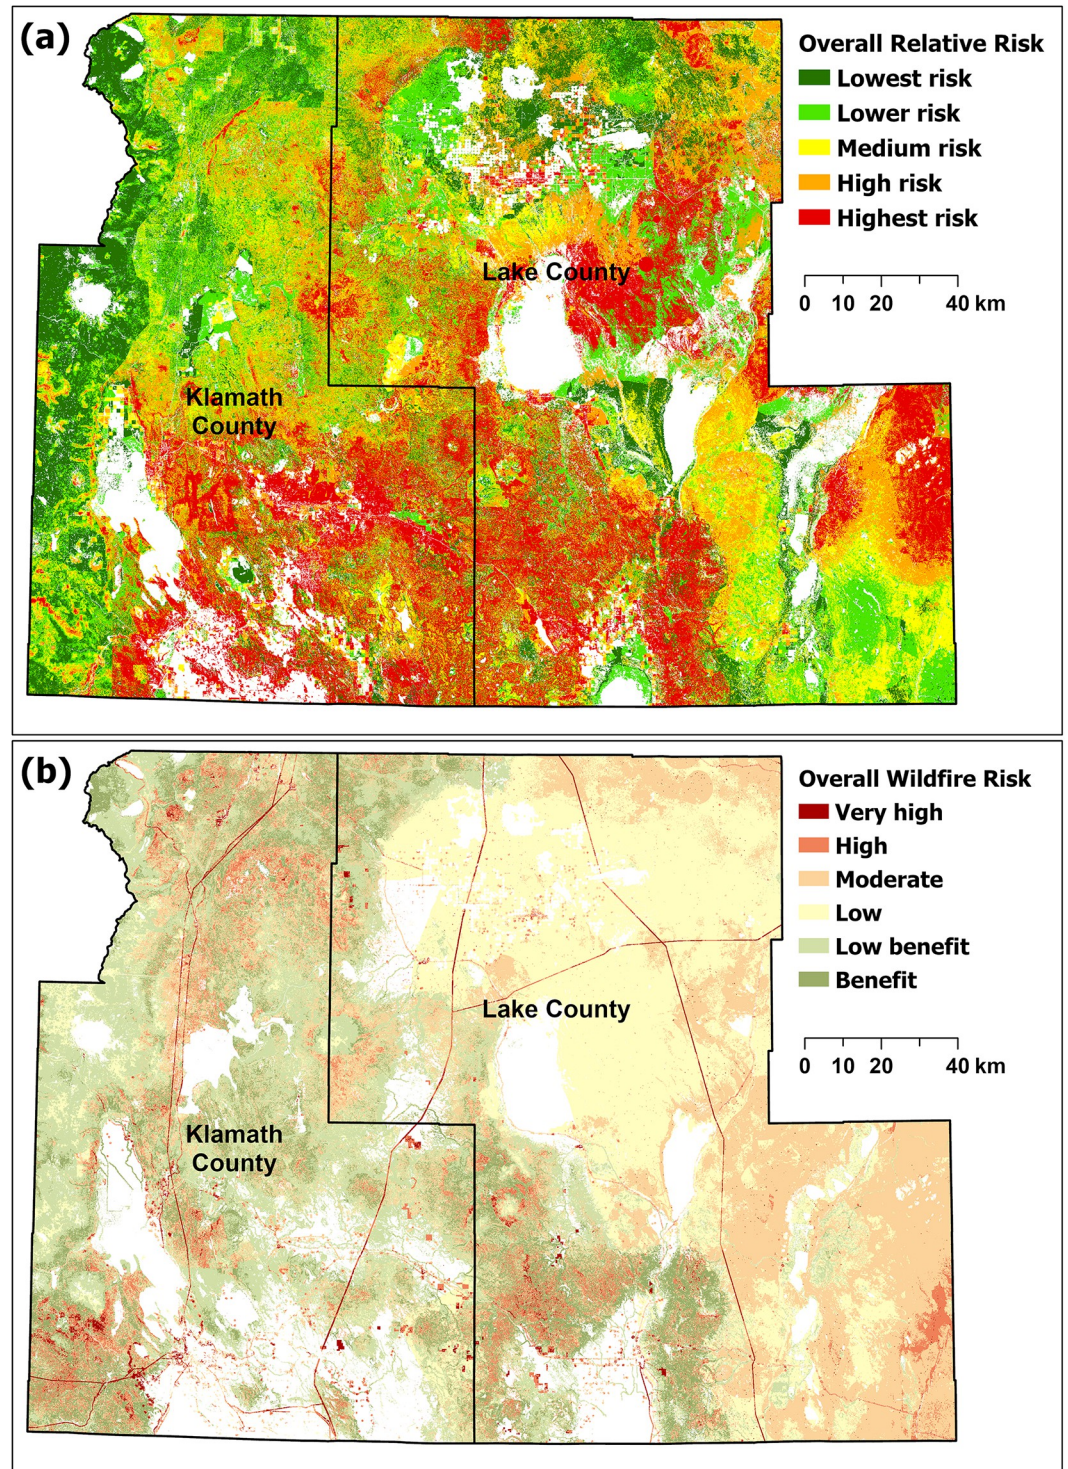 (a)
Overall Relative Risk
Lowest risk
Lower risk
Medium risk
High risk
Highest risk
0 10 20 40 km
Lake County
Klamath
County
(b)
Overall Wildfire Risk
Very high
High
Moderate
Low
Low benefit
Benefit
0 10 20 40 km
Lake County
Klamath
County